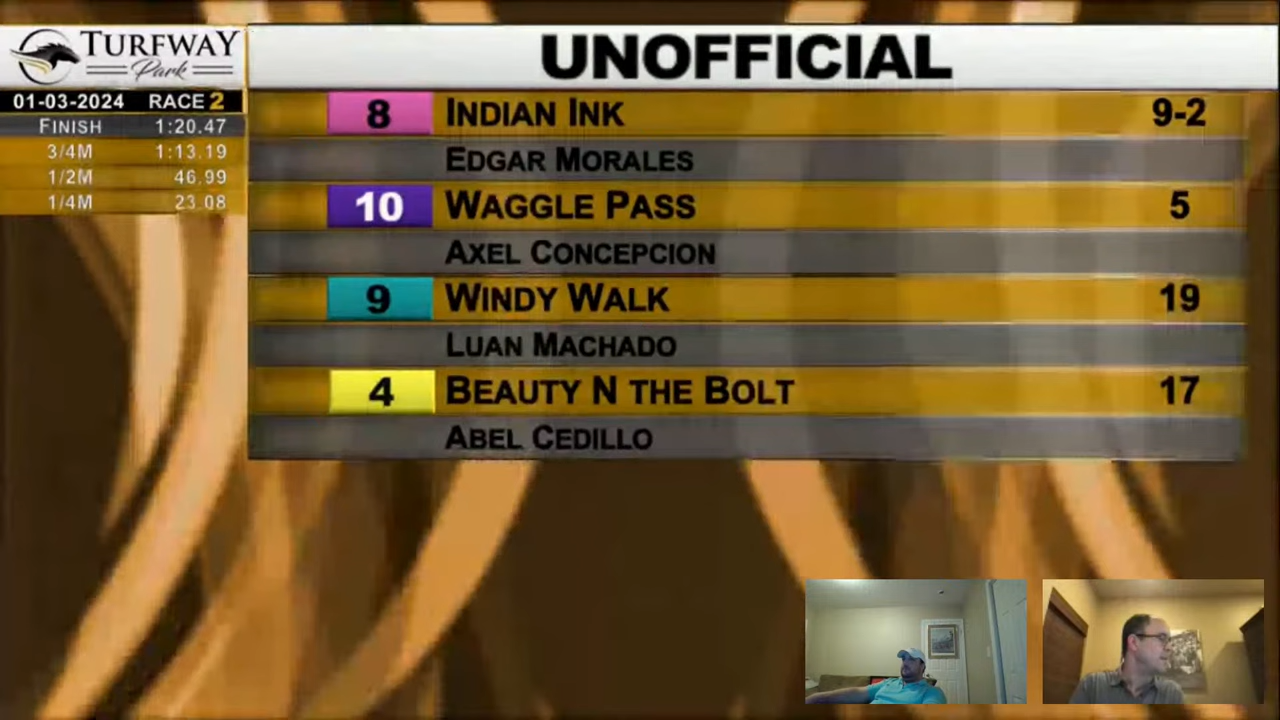 TURFWAY
Park
01-03-2024 RACE 2
FINISH 1:20.47
3/4M 1:13.19
1/2M 46.99
1/4M 23.08
UNOFFICIAL
8 INDIAN INK 9-2
EDGAR MORALES
10 WAGGLE PASS 5
AXEL CONCEPCION
9 WINDY WALK 19
LUAN MACHADO
4 BEAUTY N THE BOLT 17
ABEL CEDILLO